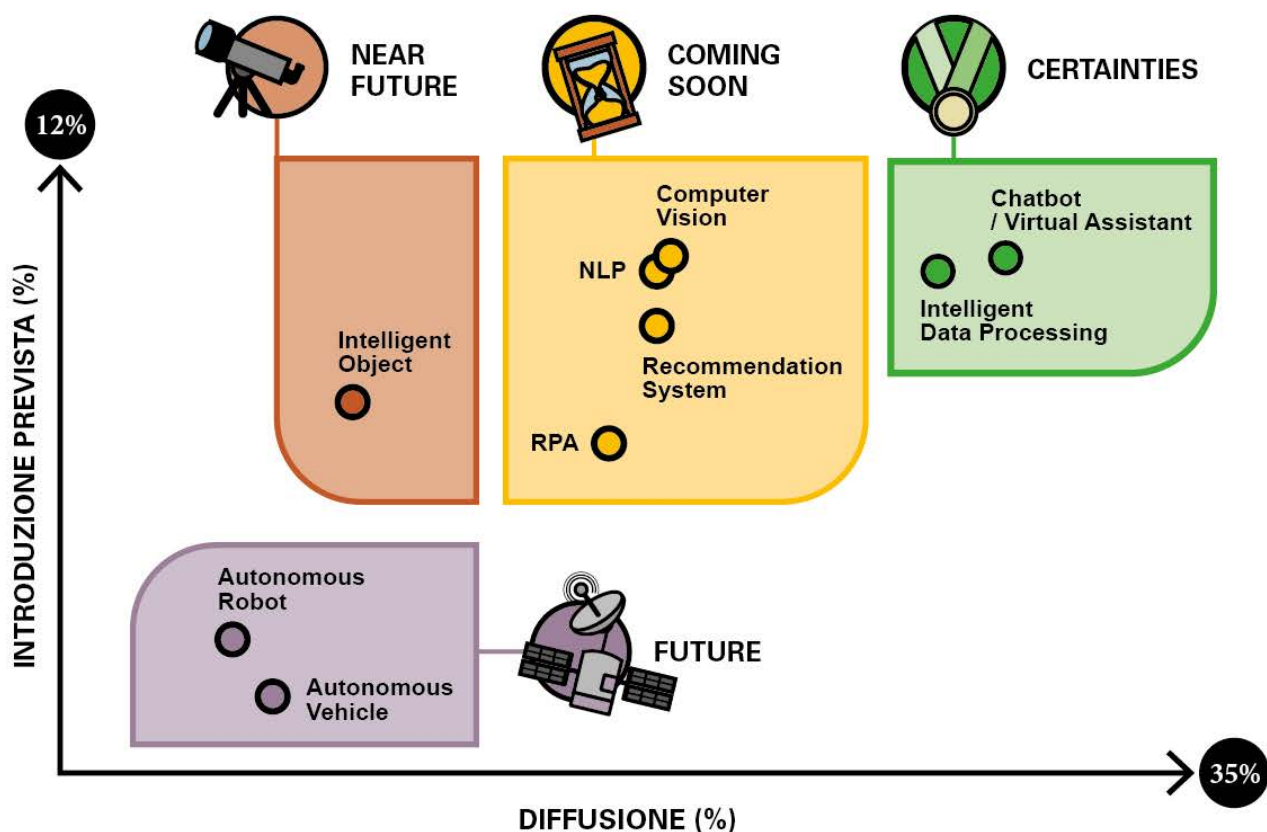 NEAR
FUTURE
COMING
SOON
CERTAINTIES
12%
INTRODUZIONE PREVISTA (%)
Intelligent
Object
Computer
Vision
NLP
Recommendation
System
RPA
Chatbot
/ Virtual Assistant
Intelligent
Data Processing
Autonomous
Robot
Autonomous
Vehicle
FUTURE
35%
DIFFUSIONE (%)